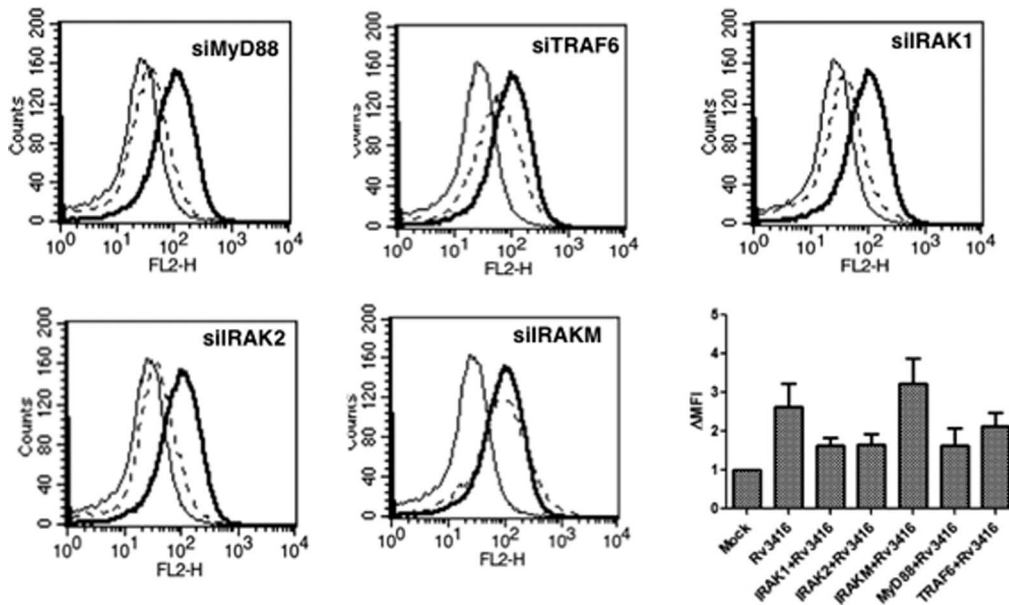 siMyD88
200
160
120
80
40
0
Counts
10^0 10^1 10^2 10^3 10^4
FL2-H
siTRAF6
200
160
120
80
40
0
Counts
10^0 10^1 10^2 10^3 10^4
FL2-H
siIRAK1
200
160
120
80
40
0
Counts
10^0 10^1 10^2 10^3 10^4
FL2-H
siIRAK2
200
160
120
80
40
0
Counts
10^0 10^1 10^2 10^3 10^4
FL2-H
siIRAKM
200
160
120
80
40
0
Counts
10^0 10^1 10^2 10^3 10^4
FL2-H
5
4
3
2
1
0
ΔMFI
Mock
Rv3416
IRAK1+Rv3416
IRAK2+Rv3416
IRAKM+Rv3416
MyD88+Rv3416
TRAF6+Rv3416